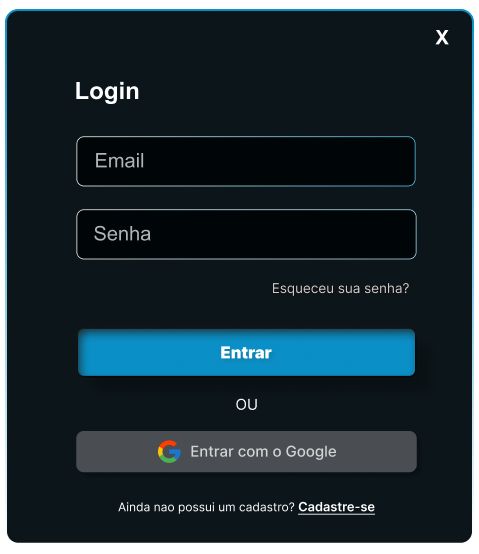 X
Login
Email
Senha
Esqueceu sua senha?
Entrar
OU
Entrar com o Google
Ainda nao possui um cadastro? Cadastre-se